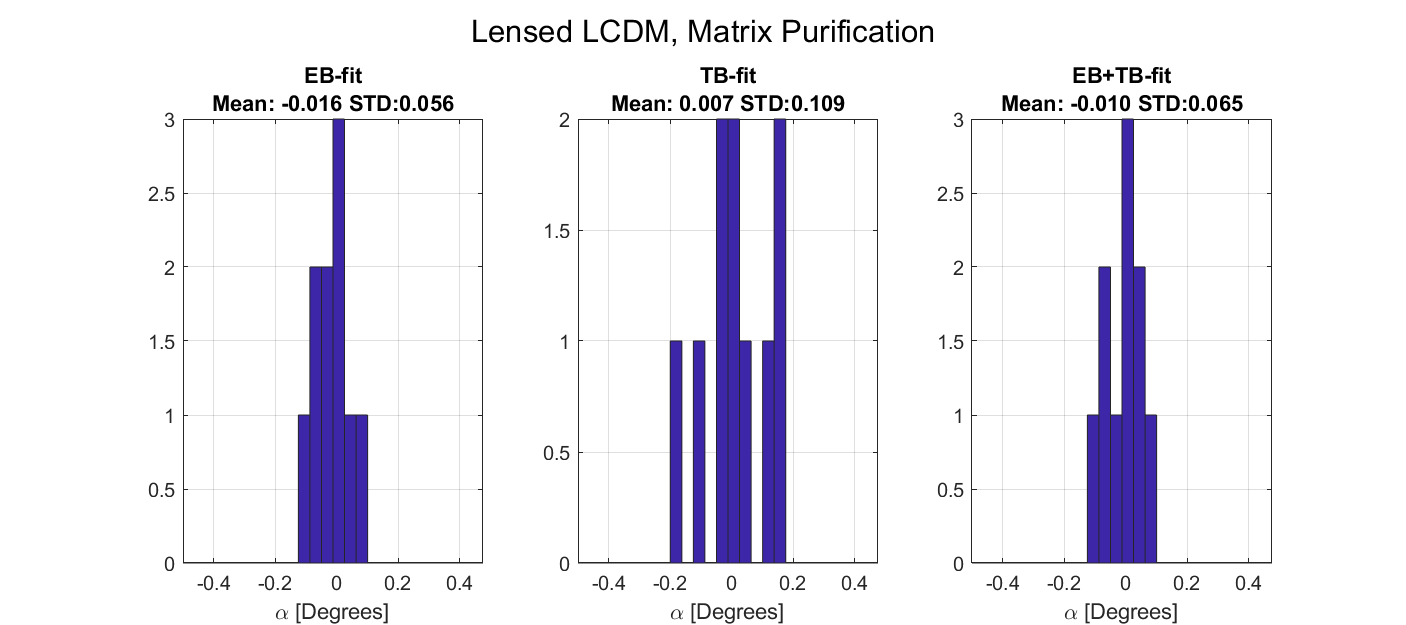 Lensed LCDM, Matrix Purification
EB-fit
Mean: -0.016 STD:0.056
3
2.5
2
1.5
1
0.5
0
-0.4 -0.2 0 0.2 0.4
α [Degrees]
TB-fit
Mean: 0.007 STD:0.109
2
1.5
1
0.5
0
-0.4 -0.2 0 0.2 0.4
α [Degrees]
EB+TB-fit
Mean: -0.010 STD:0.065
3
2.5
2
1.5
1
0.5
0
-0.4 -0.2 0 0.2 0.4
α [Degrees]